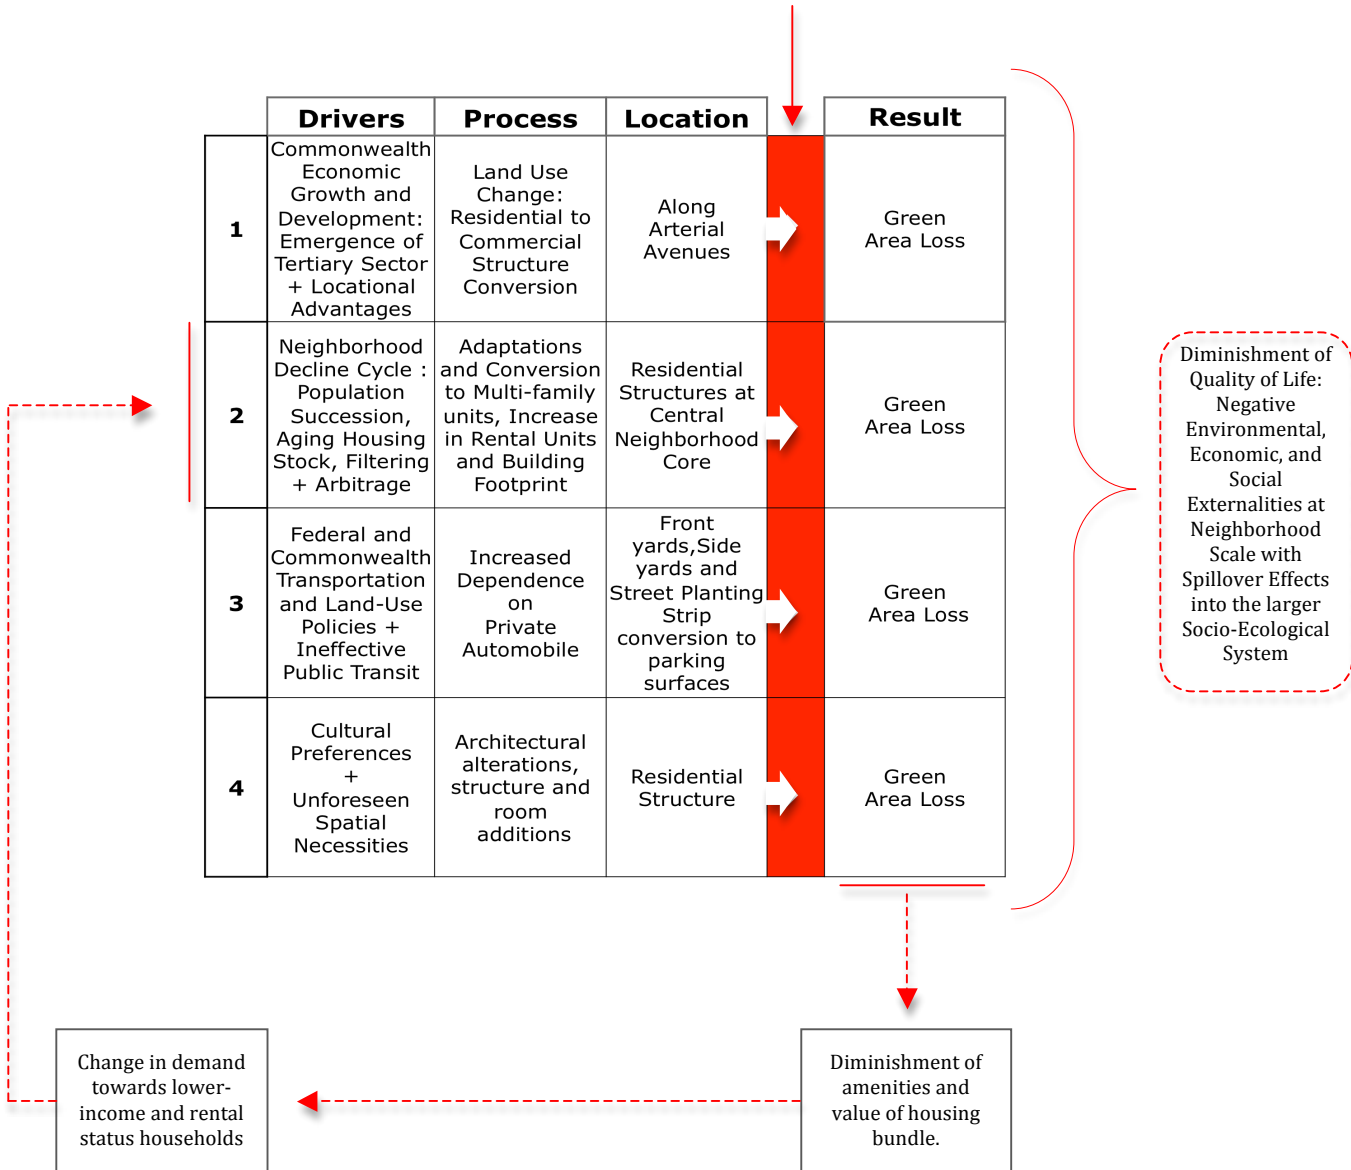 Drivers
Process
Location
Result
1
Commonwealth
Economic
Growth and
Development:
Emergence of
Tertiary Sector
+ Locational
Advantages
Land Use
Change:
Residential to
Commercial
Structure
Conversion
Along
Arterial
Avenues
Green
Area Loss
2
Neighborhood
Decline Cycle :
Population
Succession,
Aging Housing
Stock, Filtering
+ Arbitrage
Adaptations
and Conversion
to Multi-family
units, Increase
in Rental Units
and Building
Footprint
Residential
Structures at
Central
Neighborhood
Core
Green
Area Loss
3
Federal and
Commonwealth
Transportation
and Land-Use
Policies +
Ineffective
Public Transit
Increased
Dependence
on
Private
Automobile
Front
yards,Side
yards and
Street Planting
Strip
conversion to
parking
surfaces
Green
Area Loss
4
Cultural
Preferences
+
Unforeseen
Spatial
Necessities
Architectural
alterations,
structure and
room
additions
Residential
Structure
Green
Area Loss
Diminishment of
Quality of Life:
Negative
Environmental,
Economic, and
Social
Externalities at
Neighborhood
Scale with
Spillover Effects
into the larger
Socio-Ecological
System
Change in demand
towards lower-
income and rental
status households
Diminishment of
amenities and
value of housing
bundle.